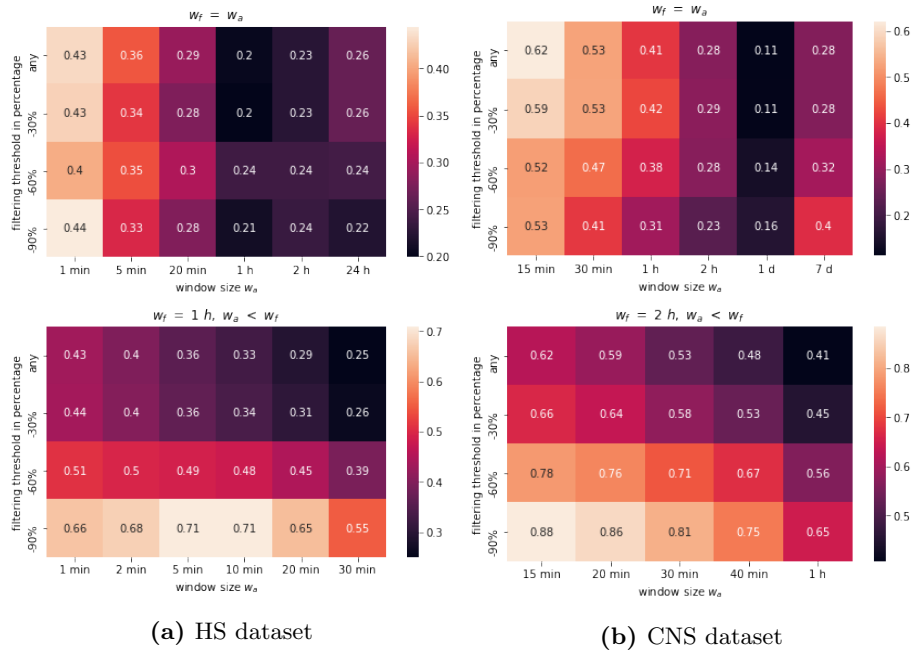 w_f = w_a
filtering threshold in percentage
any 0.43 0.36 0.29 0.2 0.23 0.26
-30% 0.43 0.34 0.28 0.2 0.23 0.26
-60% 0.4 0.35 0.3 0.24 0.24 0.24
-90% 0.44 0.33 0.28 0.21 0.24 0.22
1 min 5 min 20 min 1 h 2 h 24 h
window size w_a
0.40
0.35
0.30
0.25
0.20
w_f = w_a
filtering threshold in percentage
any 0.62 0.53 0.41 0.28 0.11 0.28
-30% 0.59 0.53 0.42 0.29 0.11 0.28
-60% 0.52 0.47 0.38 0.28 0.14 0.32
-90% 0.53 0.41 0.31 0.23 0.16 0.4
15 min 30 min 1 h 2 h 1 d 7 d
window size w_a
0.6
0.5
0.4
0.3
0.2
w_f = 1 h, w_a < w_f
filtering threshold in percentage
any 0.43 0.4 0.36 0.33 0.29 0.25
-30% 0.44 0.4 0.36 0.34 0.31 0.26
-60% 0.51 0.5 0.49 0.48 0.45 0.39
-90% 0.66 0.68 0.71 0.71 0.65 0.55
1 min 2 min 5 min 10 min 20 min 30 min
window size w_a
0.7
0.6
0.5
0.4
0.3
w_f = 2 h, w_a < w_f
filtering threshold in percentage
any 0.62 0.59 0.53 0.48 0.41
-30% 0.66 0.64 0.58 0.53 0.45
-60% 0.78 0.76 0.71 0.67 0.56
-90% 0.88 0.86 0.81 0.75 0.65
15 min 20 min 30 min 40 min 1 h
window size w_a
0.8
0.7
0.6
0.5
(a) HS dataset
(b) CNS dataset